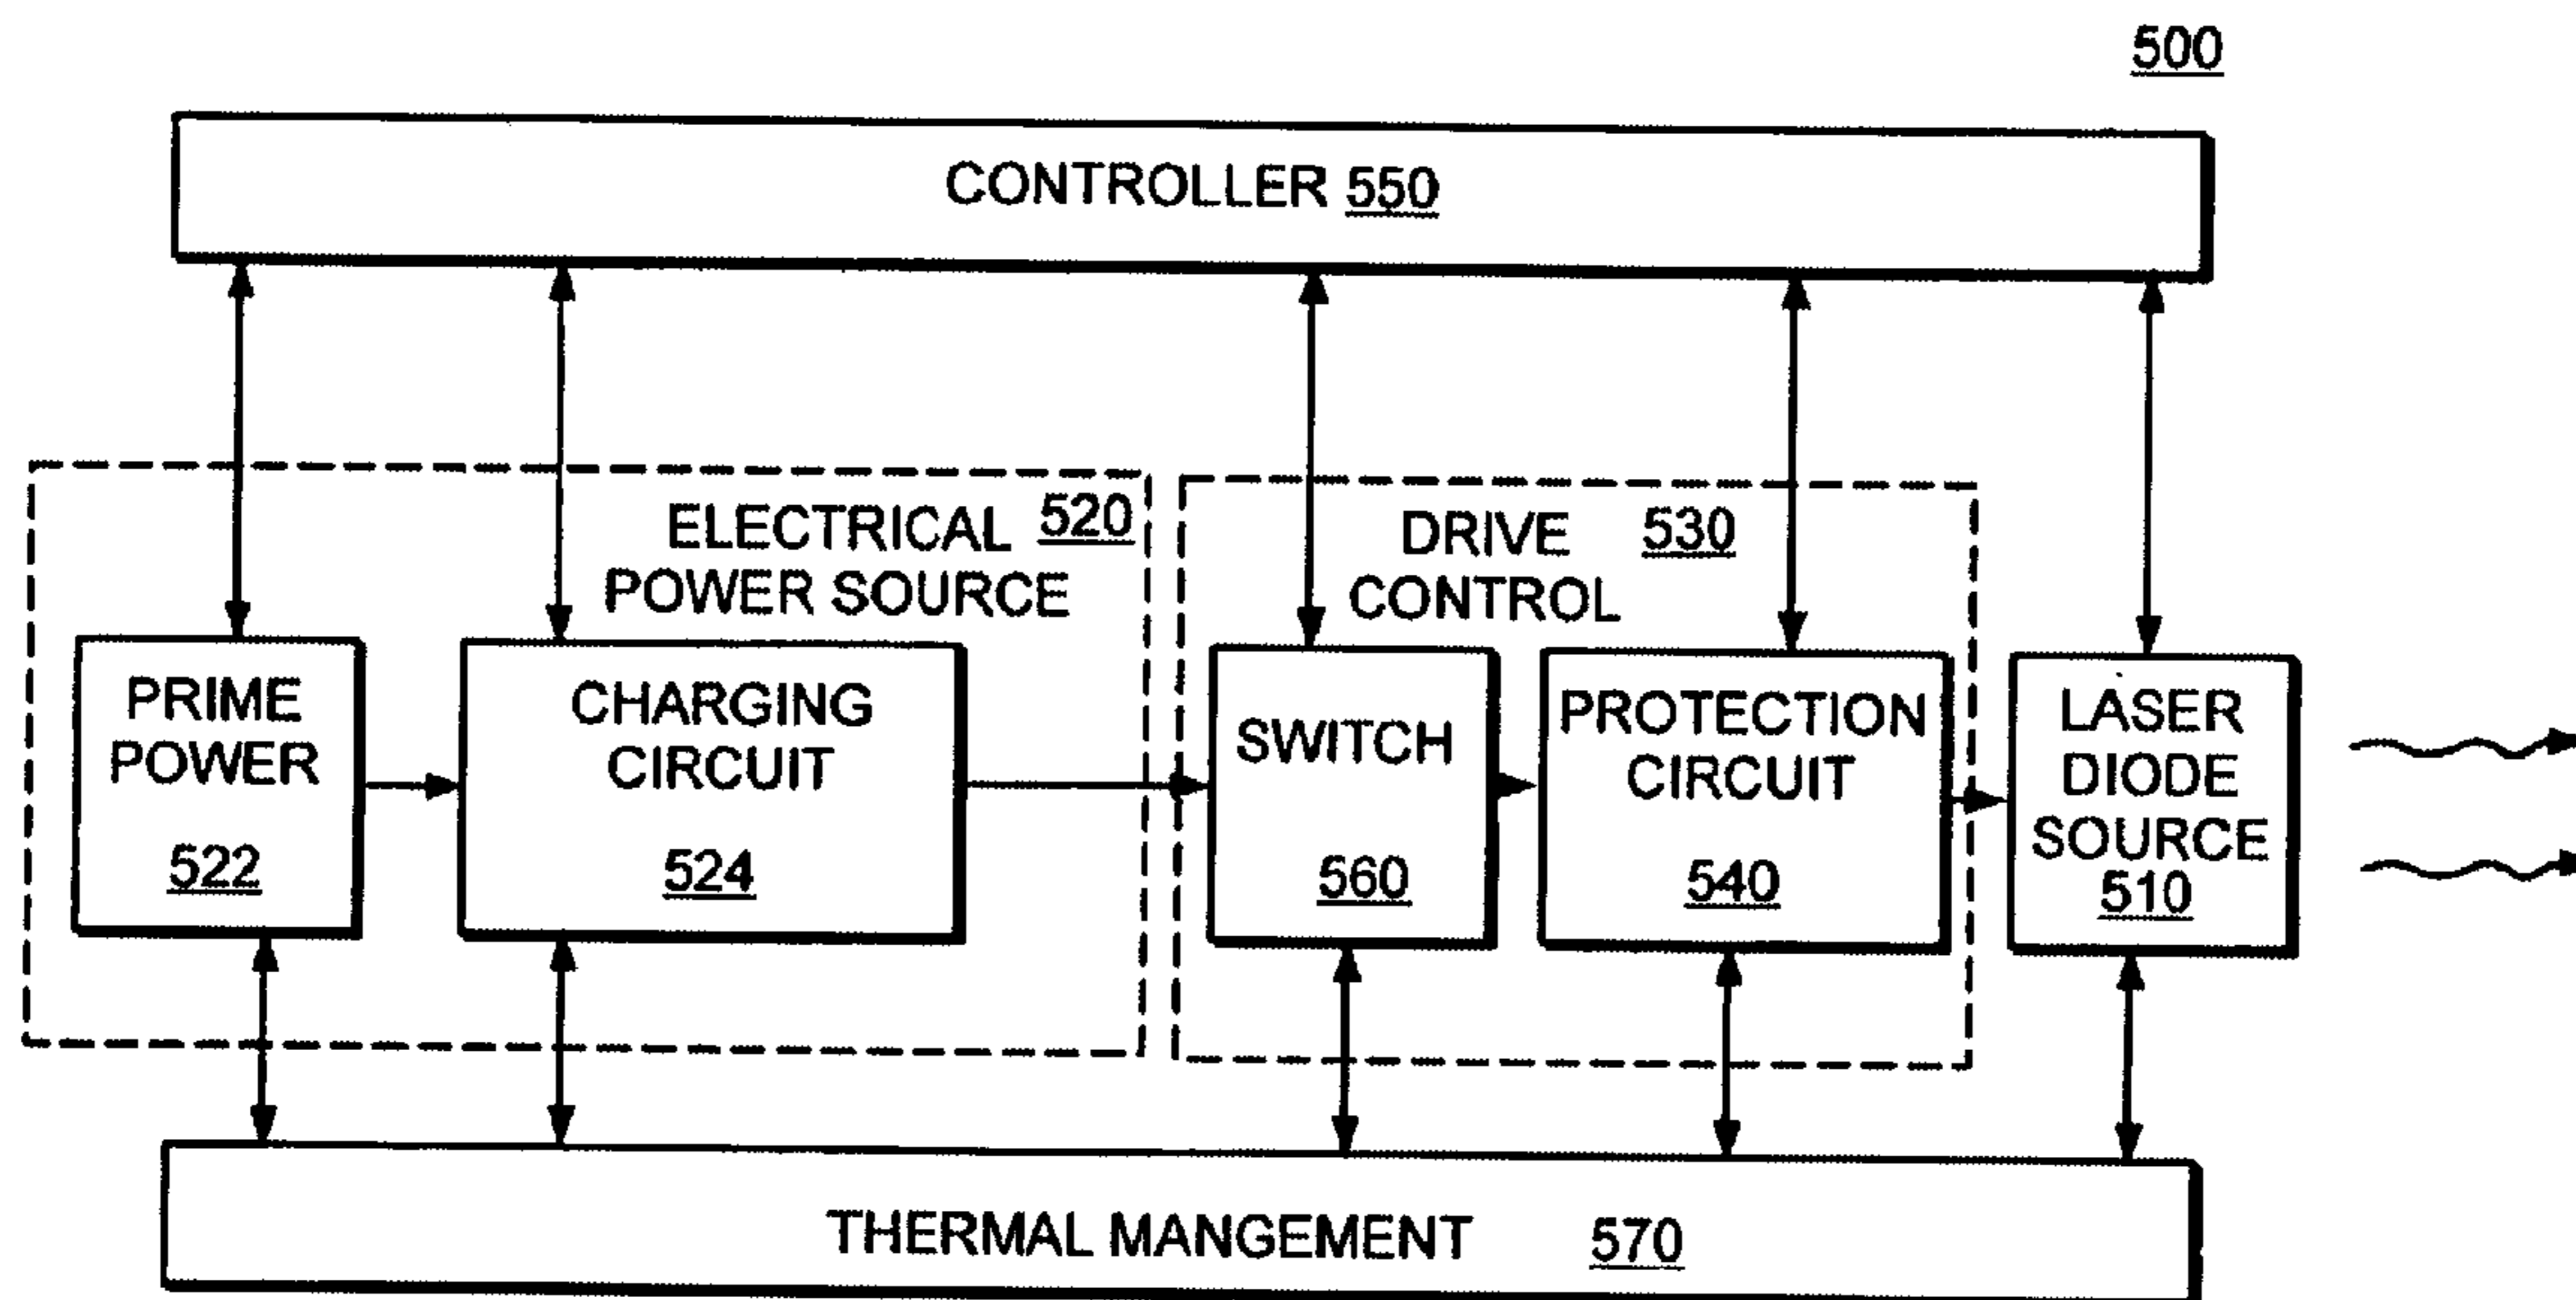 500
CONTROLLER 550
ELECTRICAL 520
POWER SOURCE
DRIVE 530
CONTROL
PRIME
POWER
522
CHARGING
CIRCUIT
524
SWITCH
560
PROTECTION
CIRCUIT
540
LASER
DIODE
SOURCE
510
THERMAL MANGEMENT 570